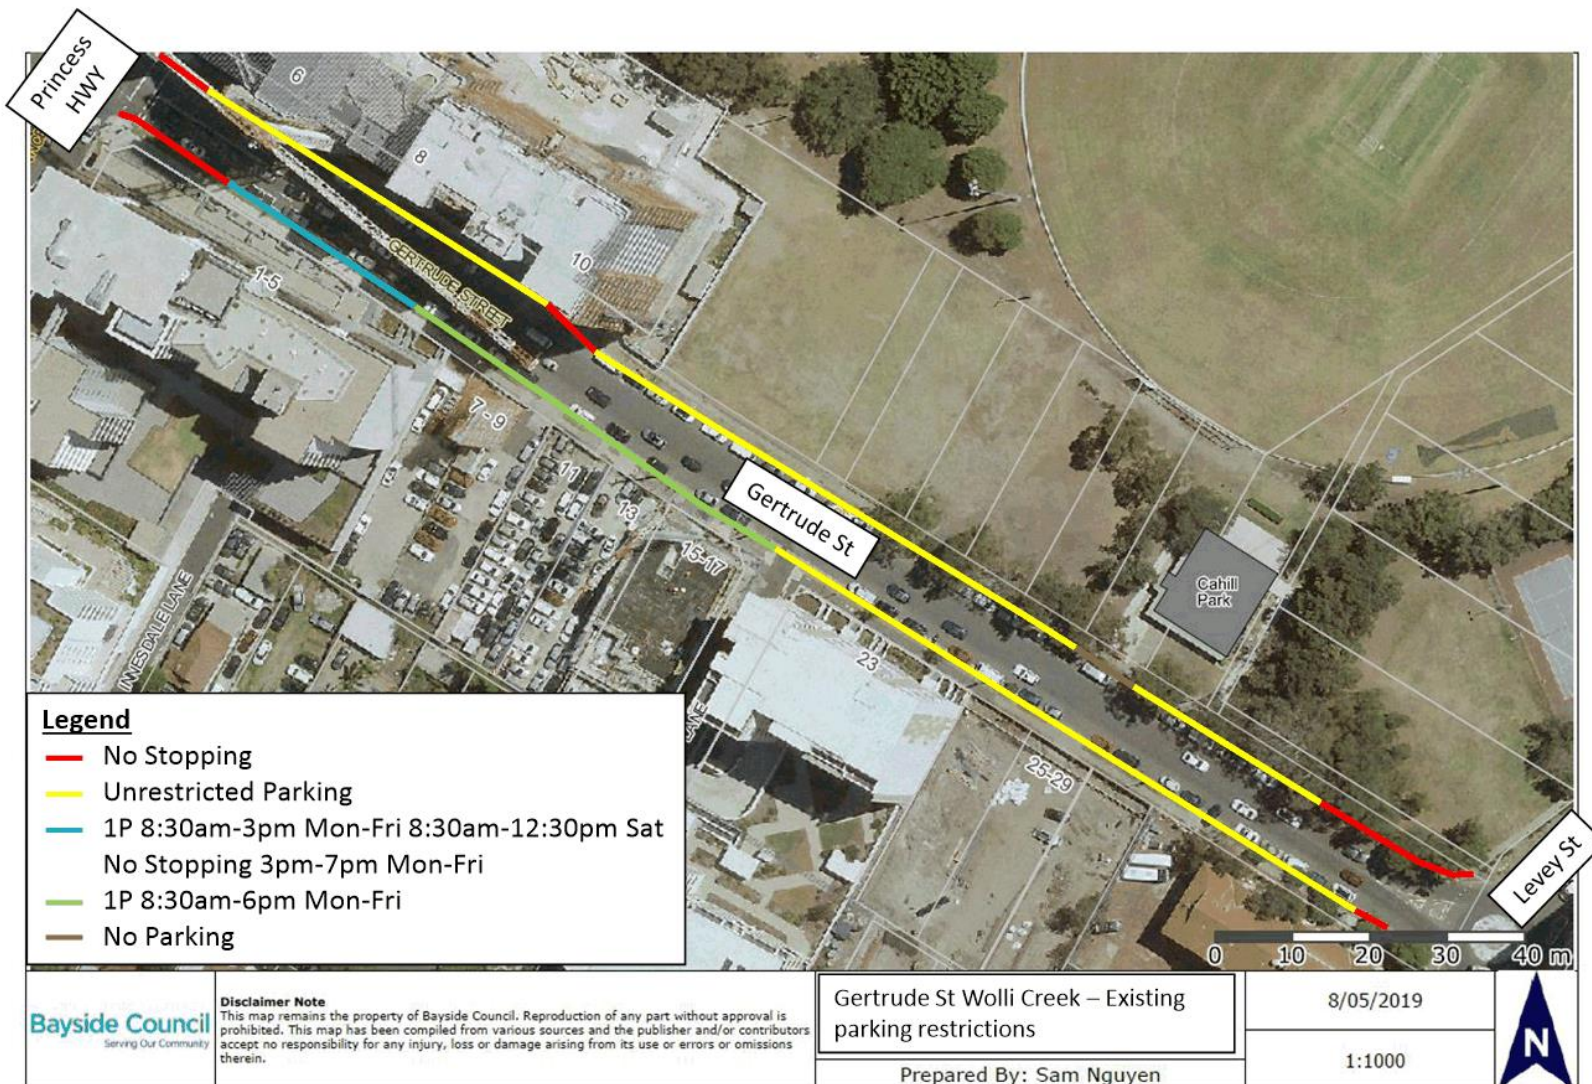 Princess
HWY
6
8
10
GERTRUDE STREET
1-5
7 - 9
11
13
15-17
Gertrude St
23
25-29
Cahill
Park
INNESDALE LANE
LANE
Levey St
Legend
No Stopping
Unrestricted Parking
1P 8:30am-3pm Mon-Fri 8:30am-12:30pm Sat
No Stopping 3pm-7pm Mon-Fri
1P 8:30am-6pm Mon-Fri
No Parking
0 10 20 30 40 m
Bayside Council
Serving Our Community
Disclaimer Note
This map remains the property of Bayside Council. Reproduction of any part without approval is
prohibited. This map has been compiled from various sources and the publisher and/or contributors
accept no responsibility for any injury, loss or damage arising from its use or errors or omissions
therein.
Gertrude St Wolli Creek – Existing
parking restrictions
Prepared By: Sam Nguyen
8/05/2019
1:1000
N